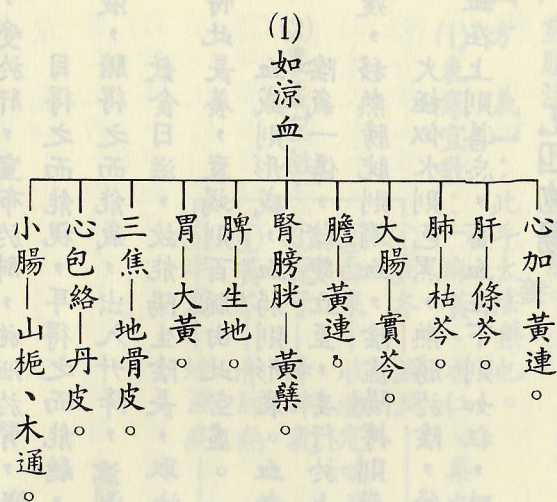 (1)
如涼血
心加—黃連。
肝—條芩。
肺—枯芩。
大腸—實芩。
膽—黃連。
腎膀胱—黃蘗。
脾—生地。
胃—大黃。
三焦—地骨皮。
心包絡—丹皮。
小腸—山梔、木通。